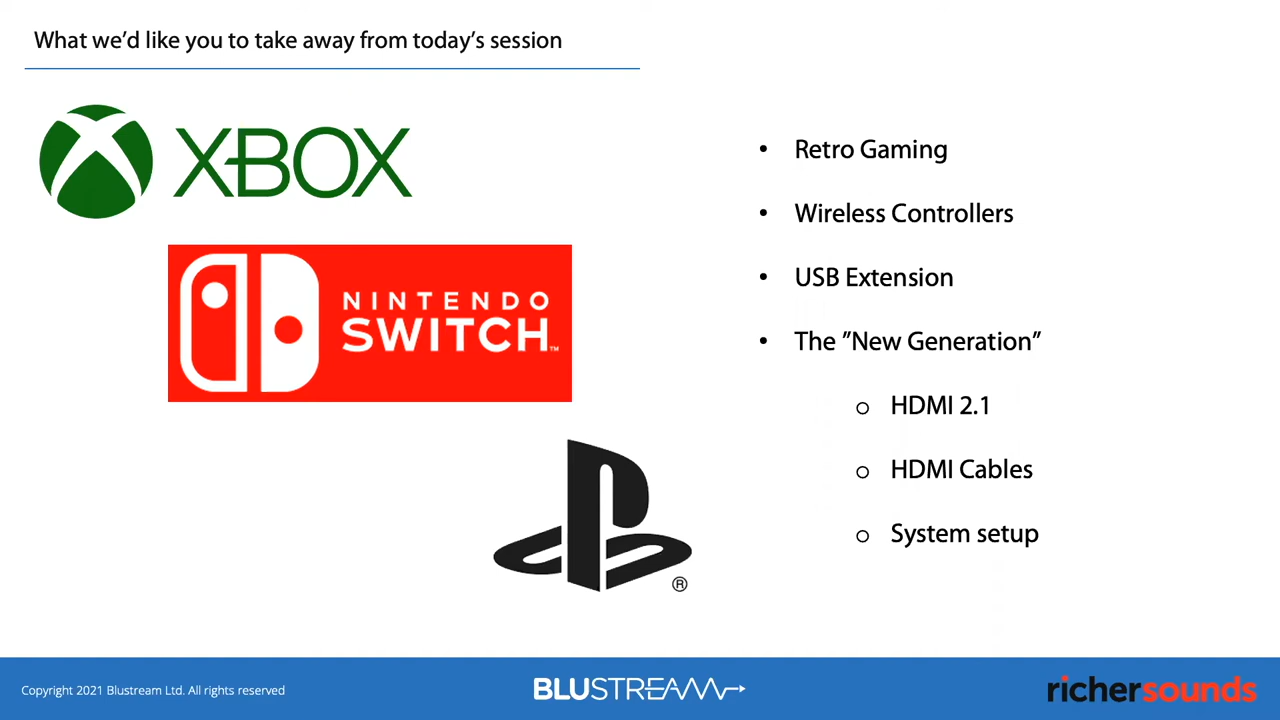 What we’d like you to take away from today’s session
XBOX
NINTENDO
SWITCH™
®
• Retro Gaming
• Wireless Controllers
• USB Extension
• The ”New Generation”
o HDMI 2.1
o HDMI Cables
o System setup
Copyright 2021 Blustream Ltd. All rights reserved
BLUSTREAM
richersounds